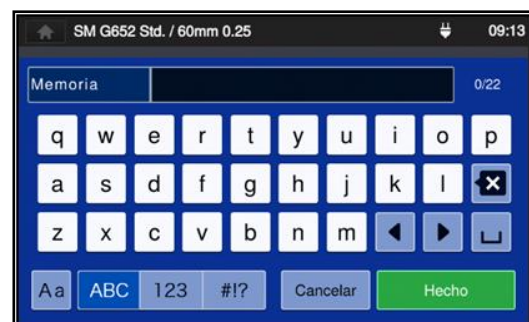 SM G652 Std. / 60mm 0.25 09:13
Memoria 0/22
q w e r t y u i o p
a s d f g h j k l
z x c v b n m
Aa ABC 123 #!? Cancelar Hecho